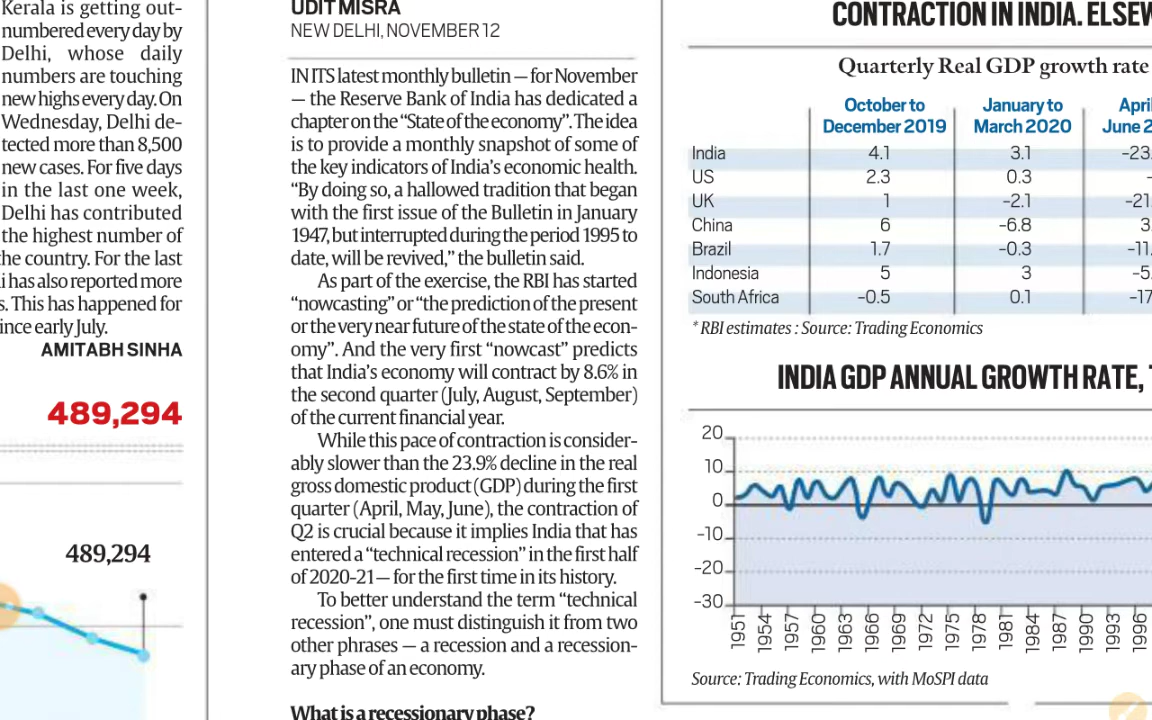 Kerala is getting out-
numbered every day by
Delhi, whose daily
numbers are touching
new highs every day. On
Wednesday, Delhi de-
tected more than 8,500
new cases. For five days
in the last one week,
Delhi has contributed
the highest number of
the country. For the last
i has also reported more
s. This has happened for
ince early July.
AMITABH SINHA
489,294
489,294
UDIT MISRA
NEW DELHI, NOVEMBER 12
IN ITS latest monthly bulletin — for November
— the Reserve Bank of India has dedicated a
chapter on the “State of the economy”. The idea
is to provide a monthly snapshot of some of
the key indicators of India’s economic health.
“By doing so, a hallowed tradition that began
with the first issue of the Bulletin in January
1947, but interrupted during the period 1995 to
date, will be revived,” the bulletin said.
As part of the exercise, the RBI has started
“nowcasting” or “the prediction of the present
or the very near future of the state of the econ-
omy”. And the very first “nowcast” predicts
that India’s economy will contract by 8.6% in
the second quarter (July, August, September)
of the current financial year.
While this pace of contraction is consider-
ably slower than the 23.9% decline in the real
gross domestic product (GDP) during the first
quarter (April, May, June), the contraction of
Q2 is crucial because it implies India that has
entered a “technical recession” in the first half
of 2020-21 — for the first time in its history.
To better understand the term “technical
recession”, one must distinguish it from two
other phrases — a recession and a recession-
ary phase of an economy.
What is a recessionary phase?
CONTRACTION IN INDIA. ELSEW
Quarterly Real GDP growth rate
October to January to April
December 2019 March 2020 June 2
India 4.1 3.1 -23.
US 2.3 0.3 -
UK 1 -2.1 -21.
China 6 -6.8 3.
Brazil 1.7 -0.3 -11.
Indonesia 5 3 -5.
South Africa -0.5 0.1 -17
* RBI estimates : Source: Trading Economics
INDIA GDP ANNUAL GROWTH RATE,
20
10
0
-10
-20
-30
1951 1954 1957 1960 1963 1966 1969 1972 1975 1978 1981 1984 1987 1990 1993 1996
Source: Trading Economics, with MoSPI data